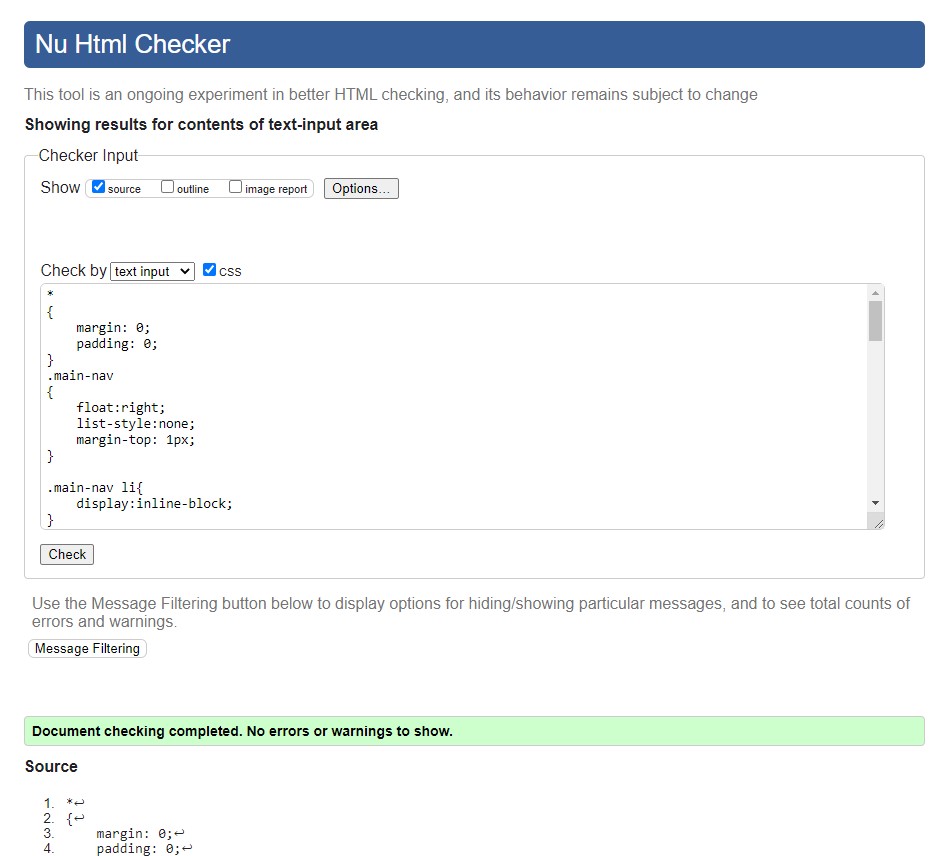 Nu Html Checker
This tool is an ongoing experiment in better HTML checking, and its behavior remains subject to change
Showing results for contents of text-input area
Checker Input
Show source outline image report Options...
Check by text input css
*
{
    margin: 0;
    padding: 0;
}
.main-nav
{
    float:right;
    list-style:none;
    margin-top: 1px;
}

.main-nav li{
    display:inline-block;
}
Check
Use the Message Filtering button below to display options for hiding/showing particular messages, and to see total counts of
errors and warnings.
Message Filtering
Document checking completed. No errors or warnings to show.
Source
1. *↩
2. {↩
3.     margin: 0;↩
4.     padding: 0;↩